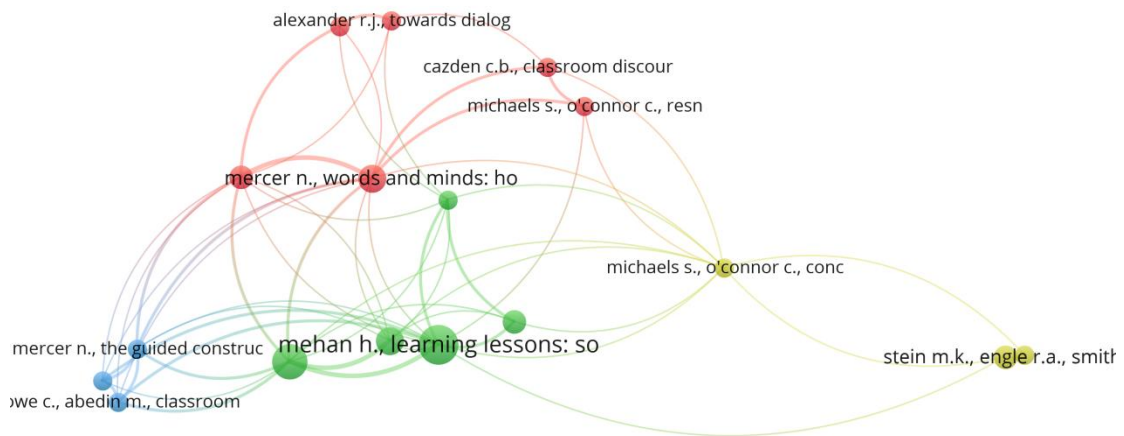 alexander r.j., towards dialog
cazden c.b., classroom discour
michaels s., o'connor c., resn
mercer n., words and minds: ho
michaels s., o'connor c., conc
mehan h., learning lessons: so
mercer n., the guided construc
stein m.k., engle r.a., smith
owe c., abedin m., classroom